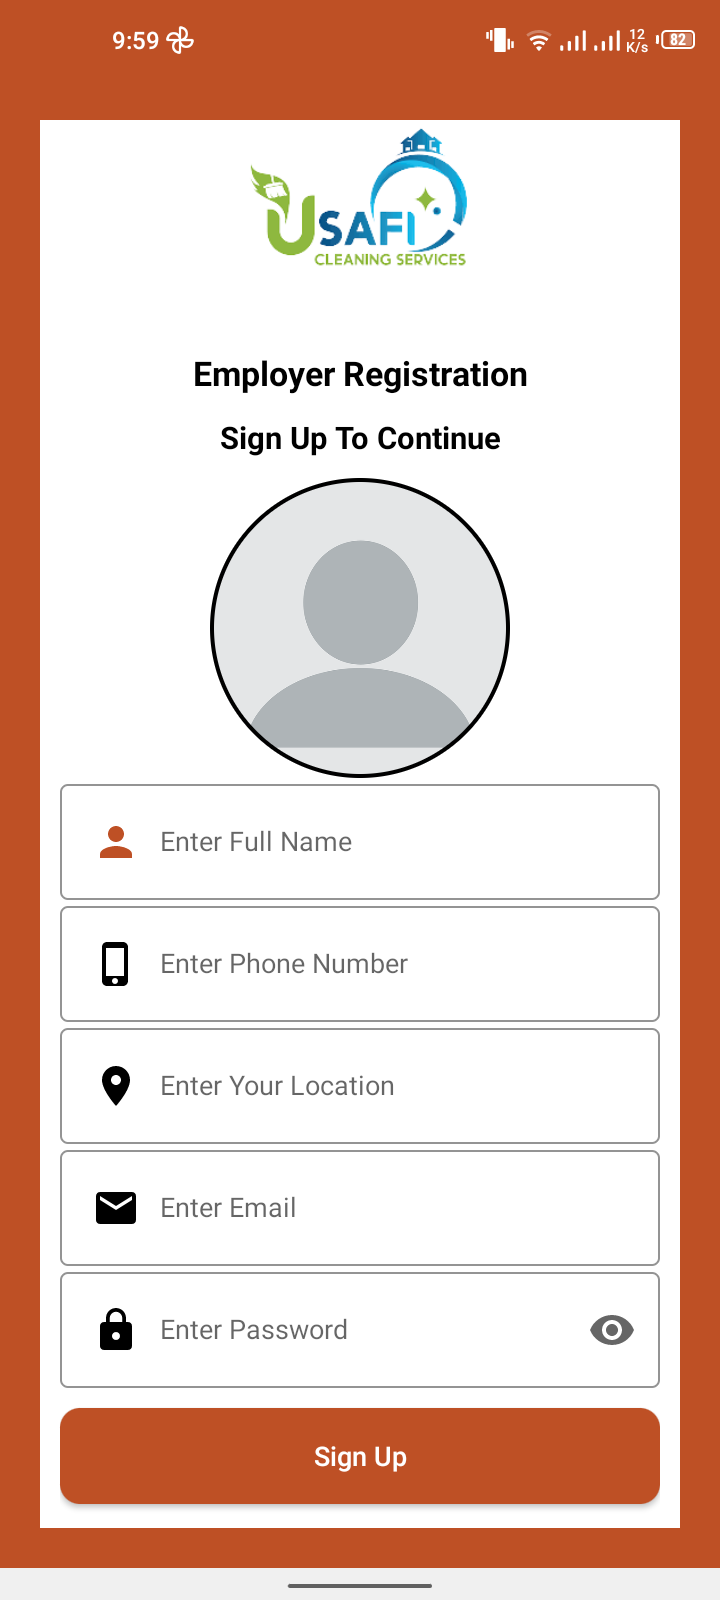 9:59
12
K/s
82
USAFI
CLEANING SERVICES
Employer Registration
Sign Up To Continue
Enter Full Name
Enter Phone Number
Enter Your Location
Enter Email
Enter Password
Sign Up